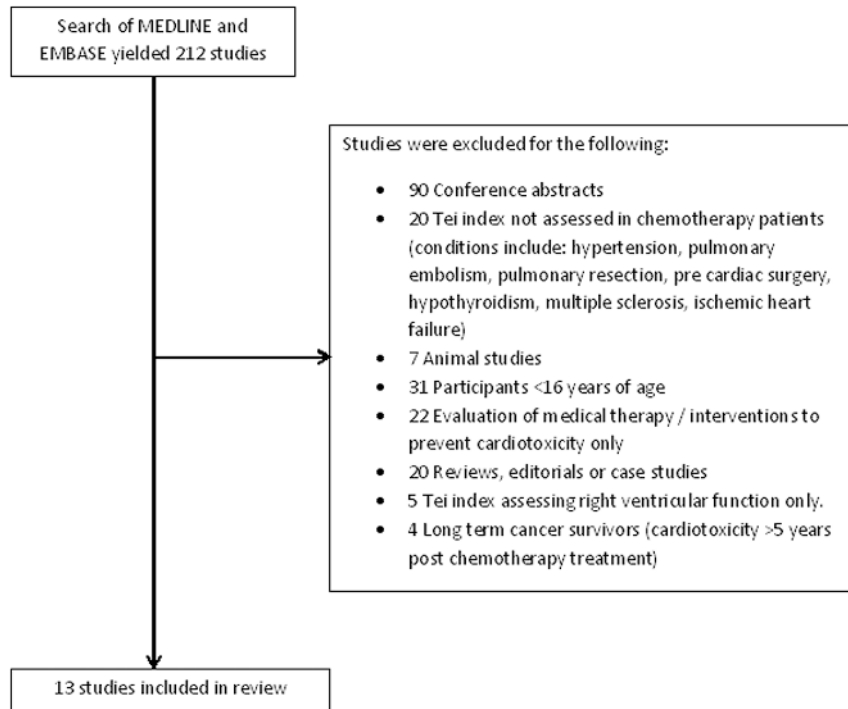 Search of MEDLINE and
EMBASE yielded 212 studies
Studies were excluded for the following:
• 90 Conference abstracts
• 20 Tei index not assessed in chemotherapy patients
(conditions include: hypertension, pulmonary
embolism, pulmonary resection, pre cardiac surgery,
hypothyroidism, multiple sclerosis, ischemic heart
failure)
• 7 Animal studies
• 31 Participants <16 years of age
• 22 Evaluation of medical therapy / interventions to
prevent cardiotoxicity only
• 20 Reviews, editorials or case studies
• 5 Tei index assessing right ventricular function only.
• 4 Long term cancer survivors (cardiotoxicity >5 years
post chemotherapy treatment)
13 studies included in review